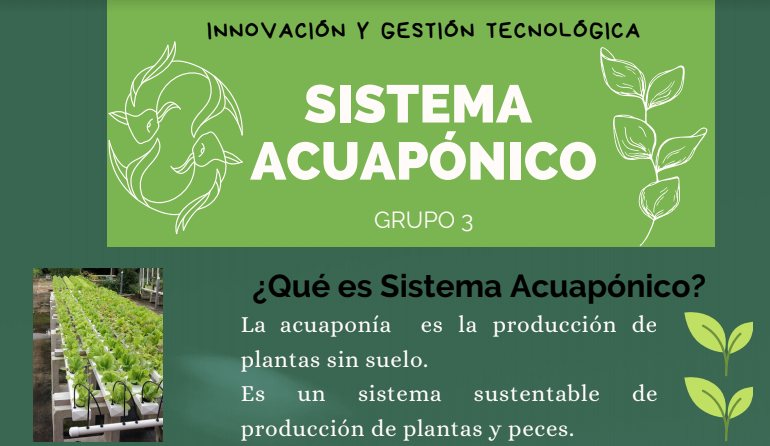 INNOVACIÓN Y GESTIÓN TECNOLÓGICA
SISTEMA
ACUAPÓNICO
GRUPO 3
¿Qué es Sistema Acuapónico?
La acuaponía es la producción de
plantas sin suelo.
Es un sistema sustentable de
producción de plantas y peces.